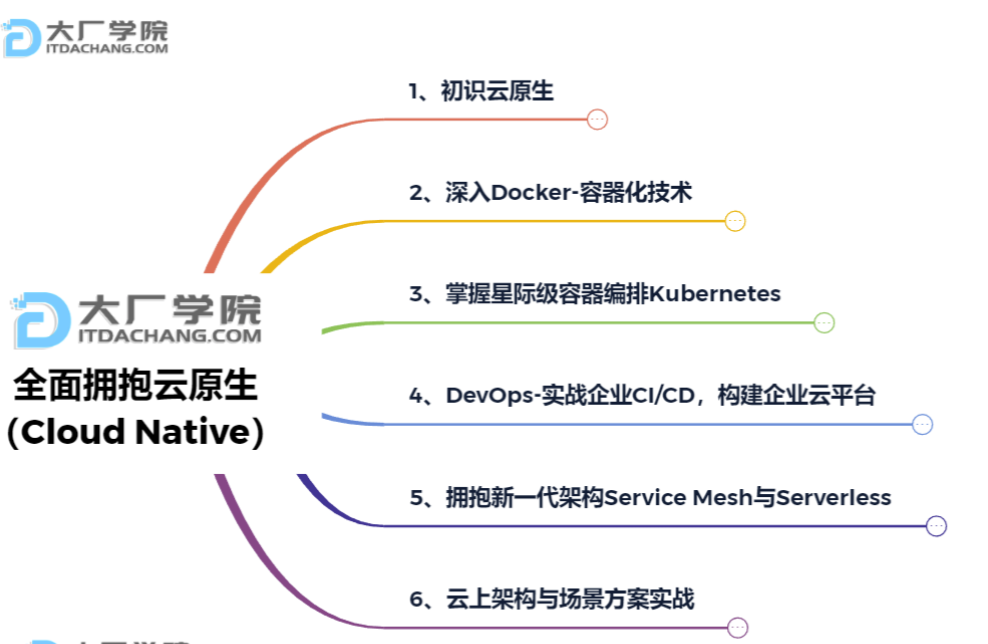 大厂学院
ITDACHANG.COM
1、初识云原生
2、深入Docker-容器化技术
3、掌握星际级容器编排Kubernetes
大厂学院
ITDACHANG.COM
全面拥抱云原生
（Cloud Native）
4、DevOps-实战企业CI/CD，构建企业云平台
5、拥抱新一代架构Service Mesh与Serverless
6、云上架构与场景方案实战